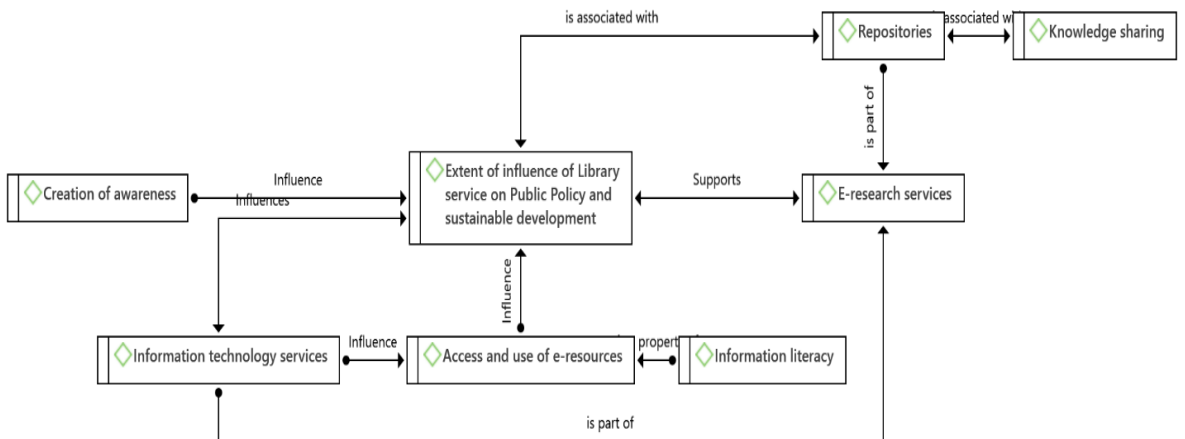 is associated with
Repositories
associated
Knowledge sharing
is part of
Creation of awareness
Influence
Influences
Extent of influence of Library
service on Public Policy and
sustainable development
Supports
E-research services
Influence
Information technology services
Influence
Access and use of e-resources
Information literacy
is part of